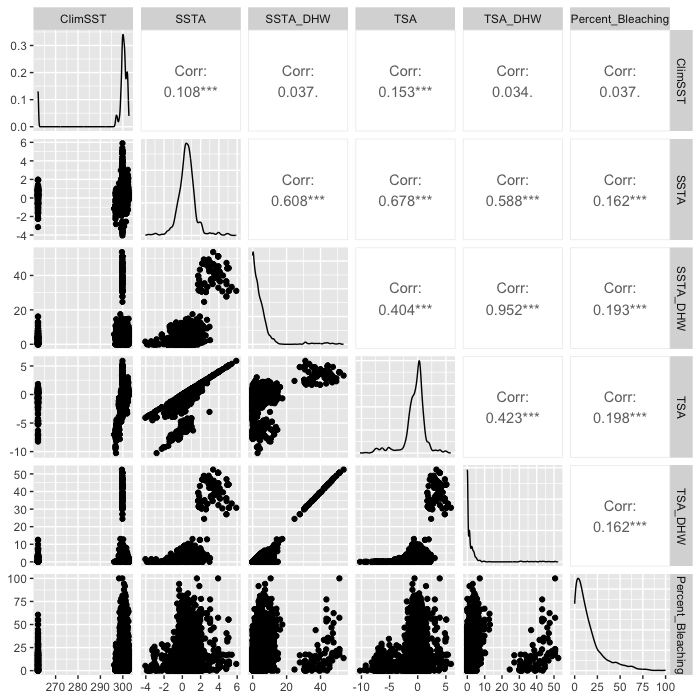 ClimSST SSTA SSTA_DHW TSA TSA_DHW Percent_Bleaching
0.3
0.2
0.1
0.0
Corr: Corr: Corr: Corr: Corr:
0.108*** 0.037. 0.153*** 0.034. 0.037.
ClimSST
6
4
2
0
-2
-4
Corr: Corr: Corr: Corr:
0.608*** 0.678*** 0.588*** 0.162***
SSTA
40
20
0
Corr: Corr: Corr:
0.404*** 0.952*** 0.193***
SSTA_DHW
5
0
-5
-10
Corr: Corr:
0.423*** 0.198***
TSA
50
40
30
20
10
0
Corr:
0.162***
TSA_DHW
100
75
50
25
0
Percent_Bleaching
270 280 290 300 -4 -2 0 2 4 6 0 20 40 -10 -5 0 5 0 10 20 30 40 50 0 25 50 75 100